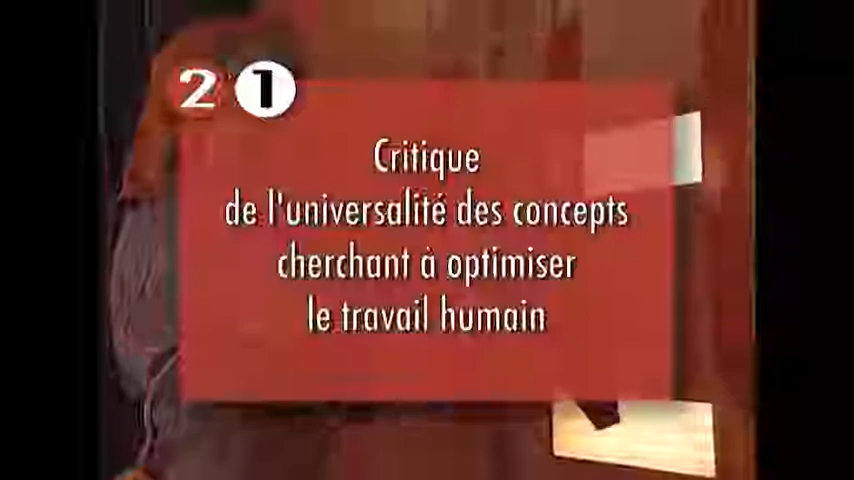 2 1
Critique
de l'universalité des concepts
cherchant à optimiser
le travail humain